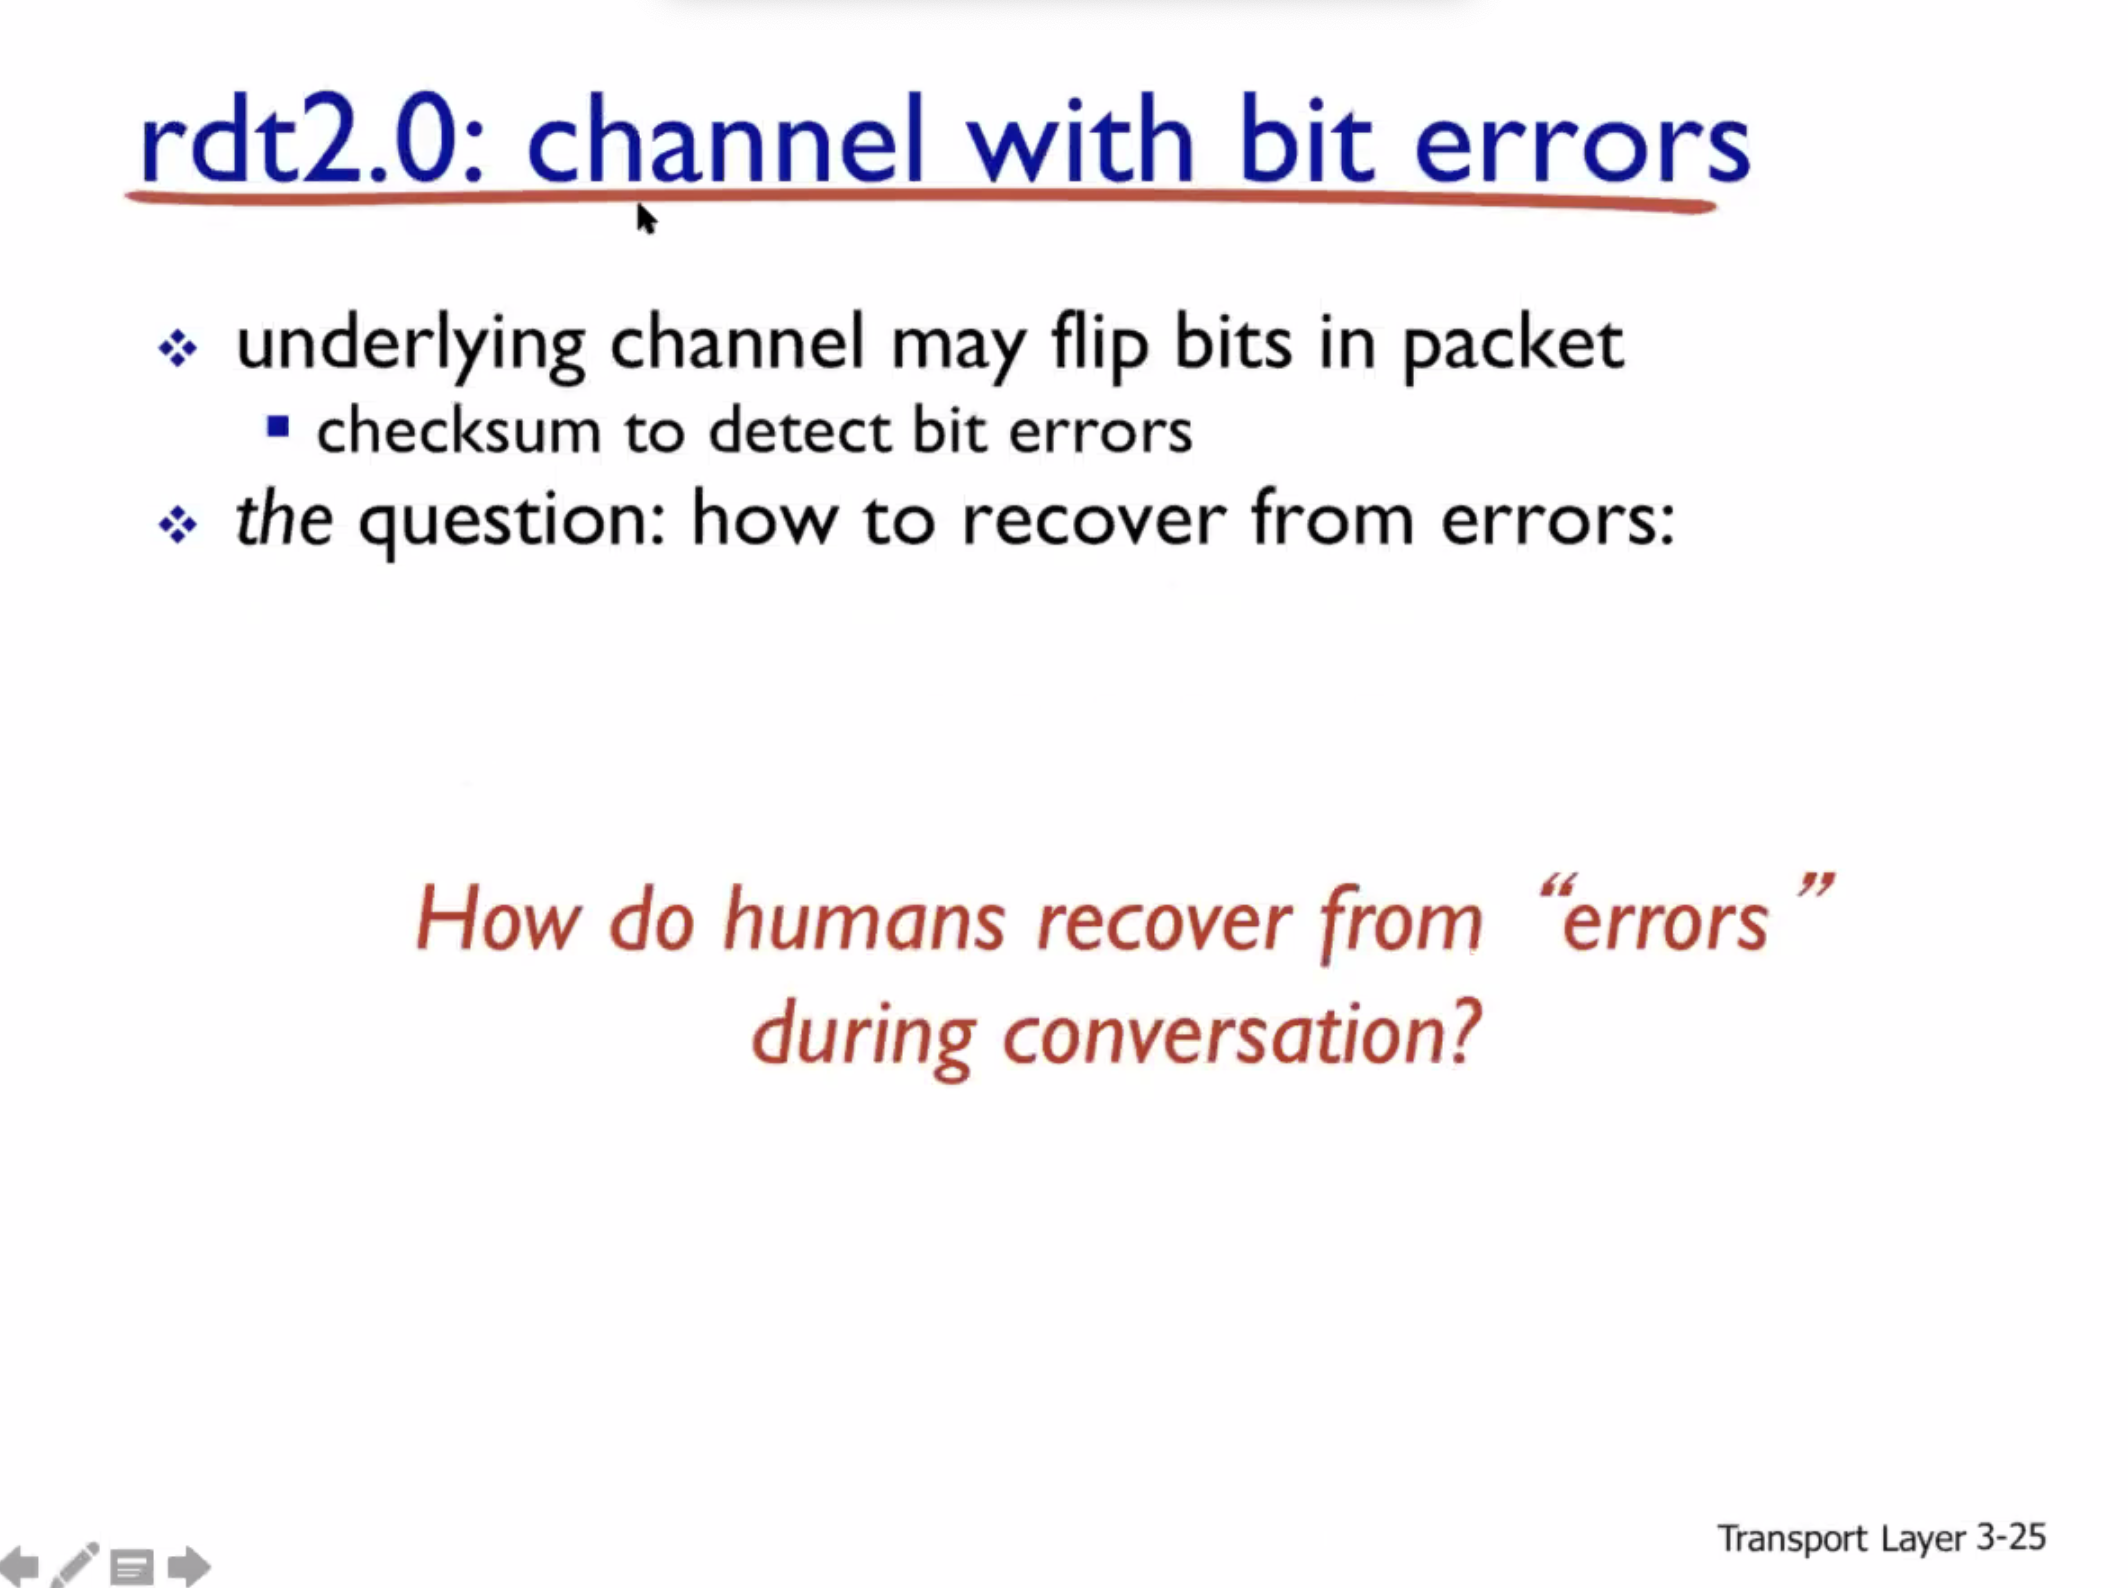 rdt2.0: channel with bit errors
underlying channel may flip bits in packet
checksum to detect bit errors
the question: how to recover from errors:
How do humans recover from “errors”
during conversation?
Transport Layer 3-25